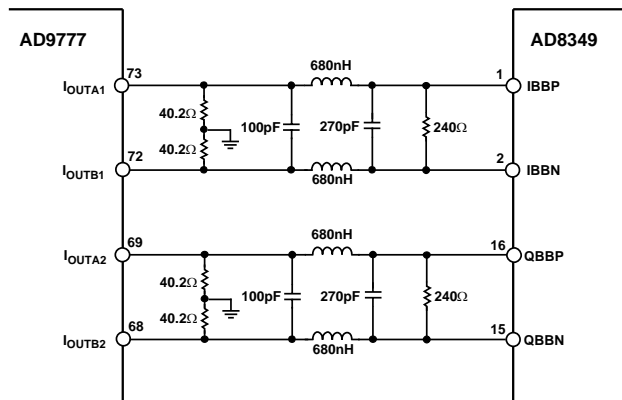 AD9777
AD8349
680nH
73
1
IOUTA1
IBBP
40.2Ω
100pF
270pF
240Ω
40.2Ω
72
2
IOUTB1
IBBN
680nH
680nH
69
16
IOUTA2
QBBP
40.2Ω
100pF
270pF
240Ω
40.2Ω
68
15
IOUTB2
QBBN
680nH